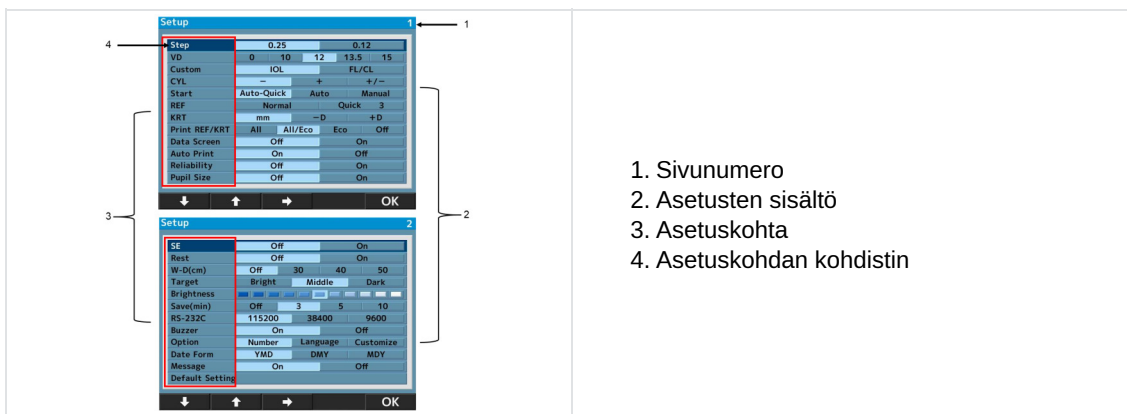 Setup 1
1
4
Step 0.25 0.12
VD 0 10 12 13.5 15
Custom IOL FL/CL
CYL − + +/−
Start Auto-Quick Auto Manual
REF Normal Quick 3
KRT mm −D +D
Print REF/KRT All All/Eco Eco Off
Data Screen Off On
Auto Print On Off
Reliability Off On
Pupil Size Off On
OK
3
2
Setup 2
SE Off On
Rest Off On
W-D(cm) Off 30 40 50
Target Bright Middle Dark
Brightness
Save(min) Off 3 5 10
RS-232C 115200 38400 9600
Buzzer On Off
Option Number Language Customize
Date Form YMD DMY MDY
Message On Off
Default Setting
OK
1. Sivunumero
2. Asetusten sisältö
3. Asetuskohta
4. Asetuskohdan kohdistin